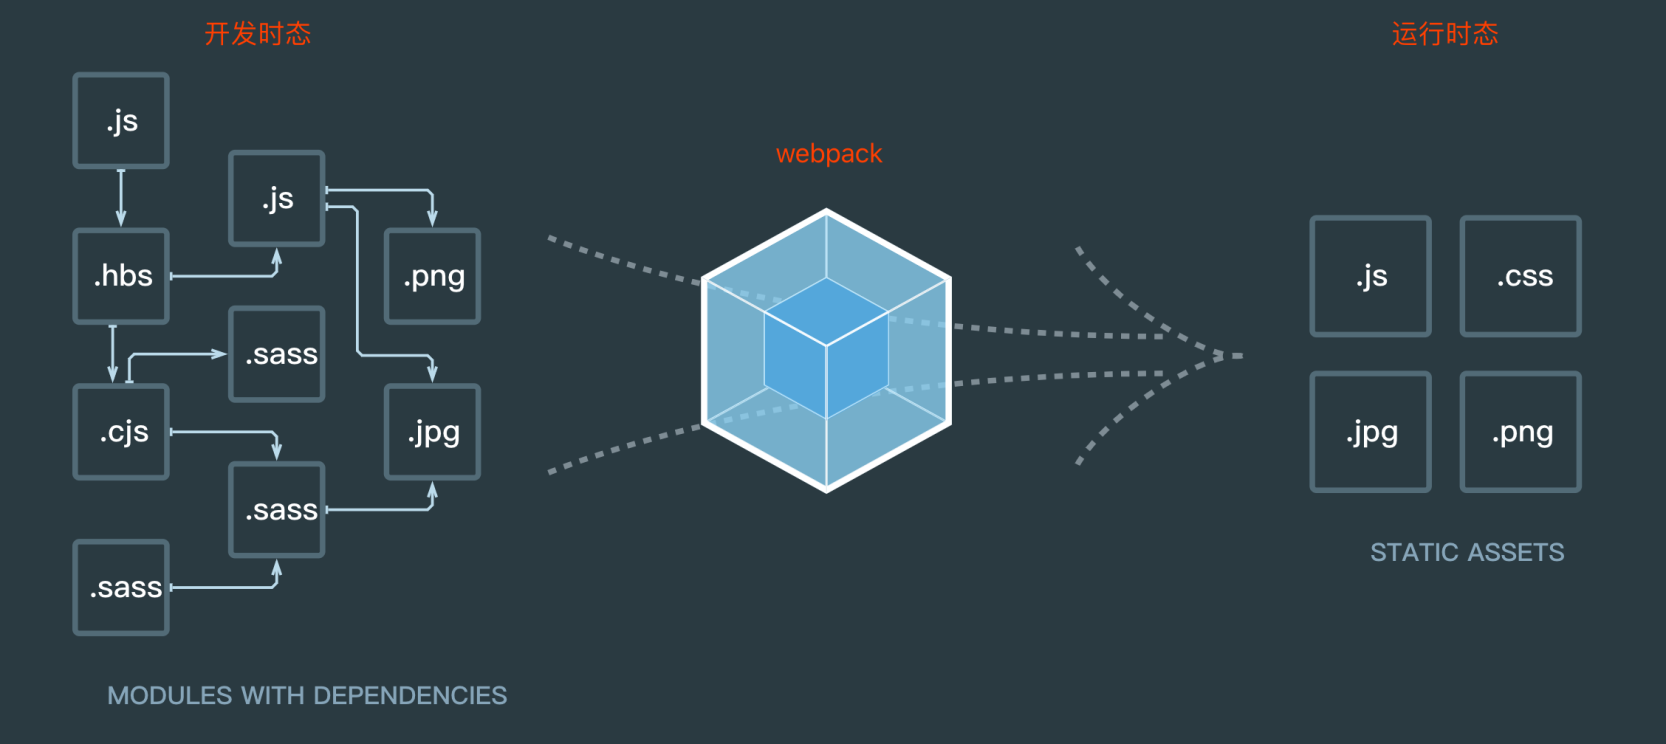 开发时态
运行时态
webpack
.js
.js
.hbs
.png
.sass
.cjs
.jpg
.sass
.sass
MODULES WITH DEPENDENCIES
.js
.css
.jpg
.png
STATIC ASSETS